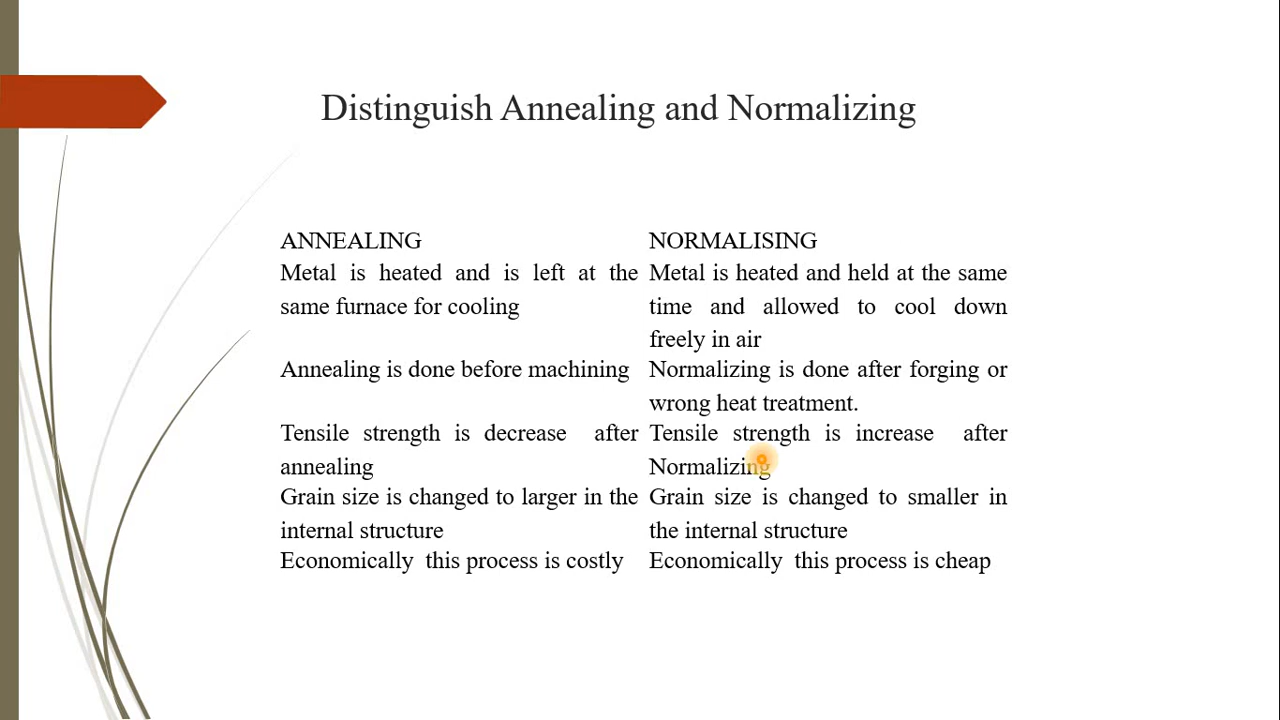 Distinguish Annealing and Normalizing
ANNEALING
NORMALISING
Metal is heated and is left at the
same furnace for cooling
Metal is heated and held at the same
time and allowed to cool down
freely in air
Annealing is done before machining
Normalizing is done after forging or
wrong heat treatment.
Tensile strength is decrease after
annealing
Tensile strength is increase after
Normalizing
Grain size is changed to larger in the
internal structure
Grain size is changed to smaller in
the internal structure
Economically this process is costly
Economically this process is cheap